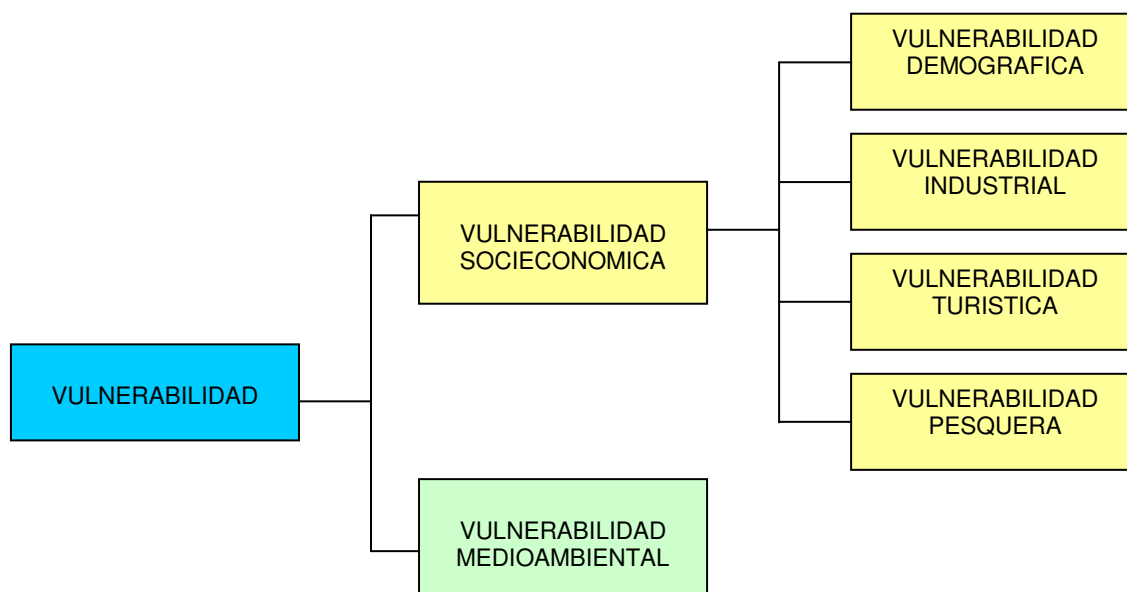 VULNERABILIDAD
DEMOGRAFICA
VULNERABILIDAD
INDUSTRIAL
VULNERABILIDAD
SOCIECONOMICA
VULNERABILIDAD
TURISTICA
VULNERABILIDAD
VULNERABILIDAD
PESQUERA
VULNERABILIDAD
MEDIOAMBIENTAL